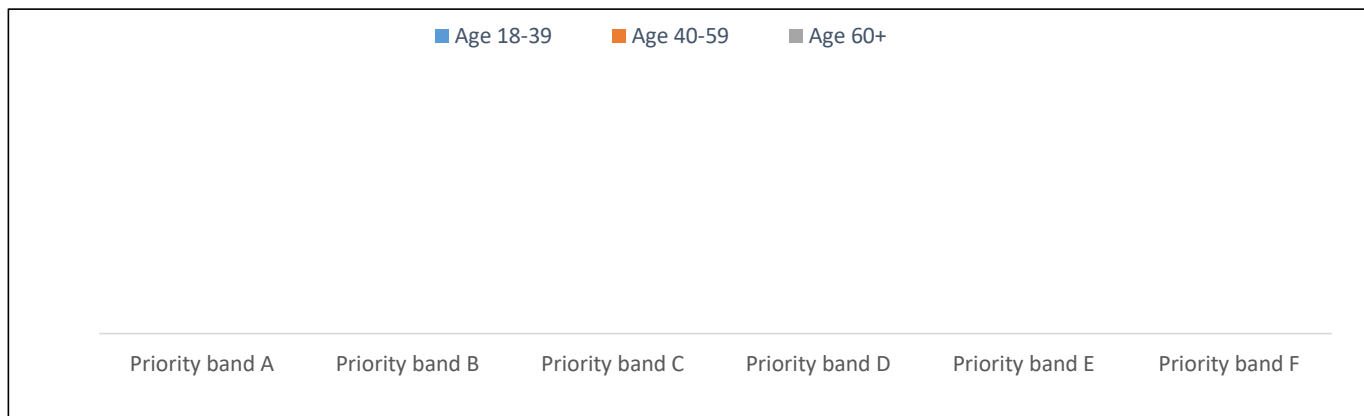 Age 18-39 Age 40-59 Age 60+
Priority band A Priority band B Priority band C Priority band D Priority band E Priority band F